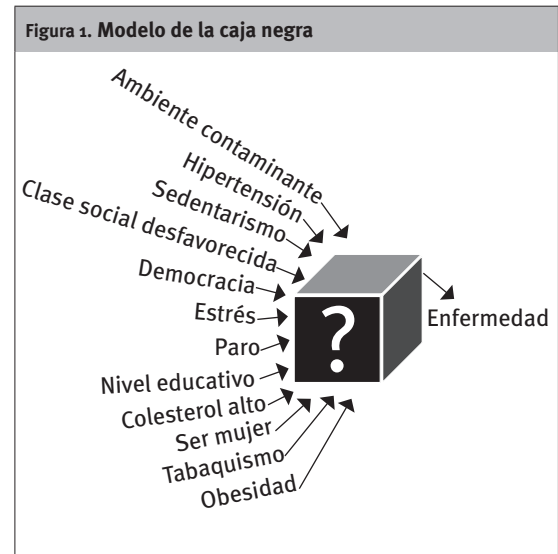 Figura 1. Modelo de la caja negra
Ambiente contaminante
Hipertensión
Sedentarismo
Clase social desfavorecida
Democracia
Estrés
Paro
Nivel educativo
Colesterol alto
Ser mujer
Tabaquismo
Obesidad
?
Enfermedad